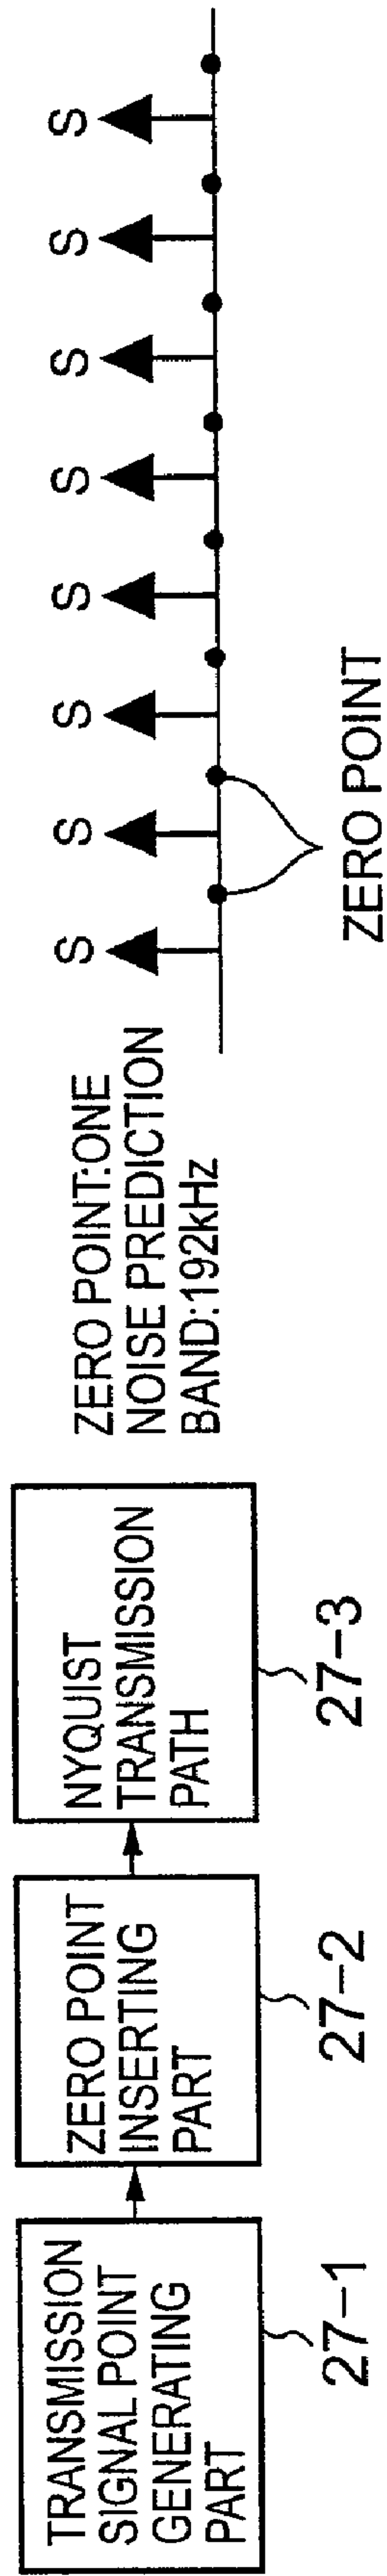 TRANSMISSION
SIGNAL POINT
GENERATING
PART
27-1
ZERO POINT
INSERTING
PART
27-2
NYQUIST
TRANSMISSION
PATH
27-3
ZERO POINT:ONE
NOISE PREDICTION
BAND:192kHz
S S S S S S S S
ZERO POINT